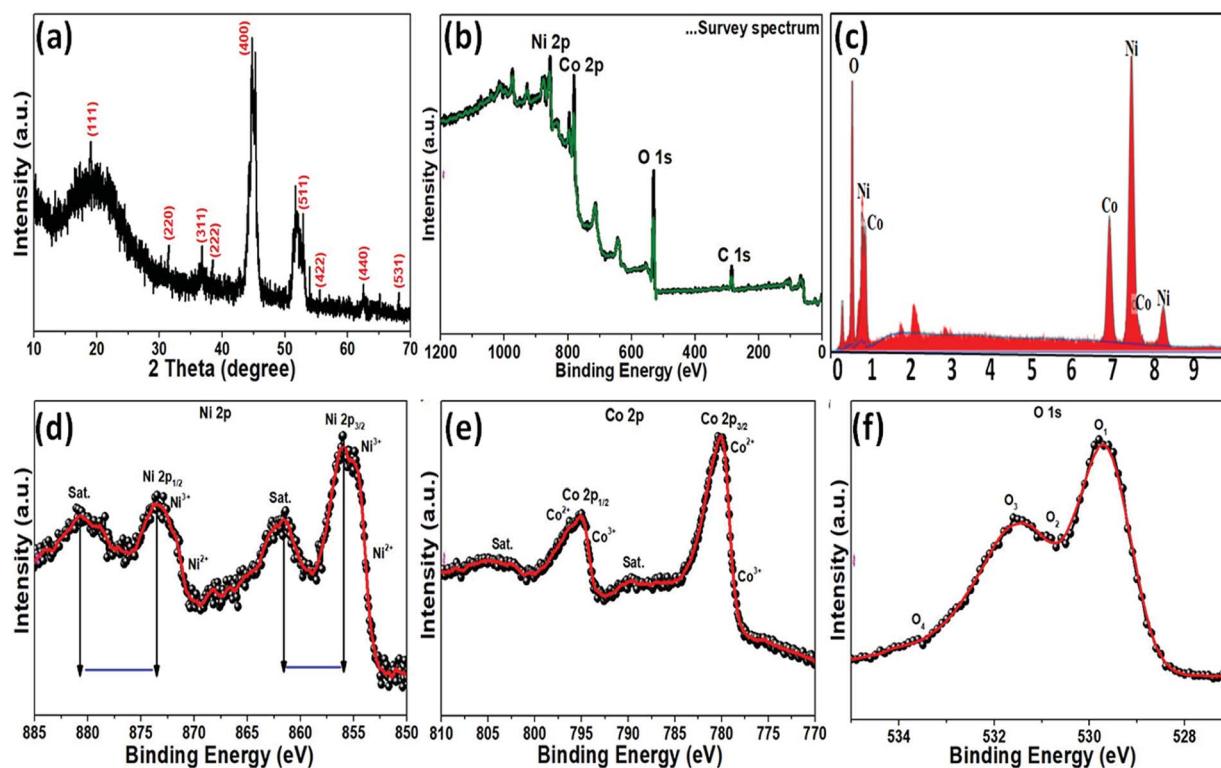 (a)
(111)
(220)
(311)
(222)
(400)
(511)
(422)
(440)
(531)
Intensity (a.u.)
10 20 30 40 50 60 70
2 Theta (degree)
(b)
...Survey spectrum
Ni 2p
Co 2p
O 1s
C 1s
Intensity (a.u.)
1200 1000 800 600 400 200 0
Binding Energy (eV)
(c)
O
Ni
Co
Co
Ni
Co
Ni
0 1 2 3 4 5 6 7 8 9
(d)
Ni 2p
Sat.
Ni 2p1/2
Ni3+
Ni2+
Sat.
Ni 2p3/2
Ni3+
Ni2+
Intensity (a.u.)
885 880 875 870 865 860 855 850
Binding Energy (eV)
(e)
Co 2p
Sat.
Co 2p1/2
Co2+
Co3+
Sat.
Co 2p3/2
Co2+
Co3+
Intensity (a.u.)
810 805 800 795 790 785 780 775 770
Binding Energy (eV)
(f)
O 1s
O1
O2
O3
O4
Intensity (a.u.)
534 532 530 528
Binding Energy (eV)